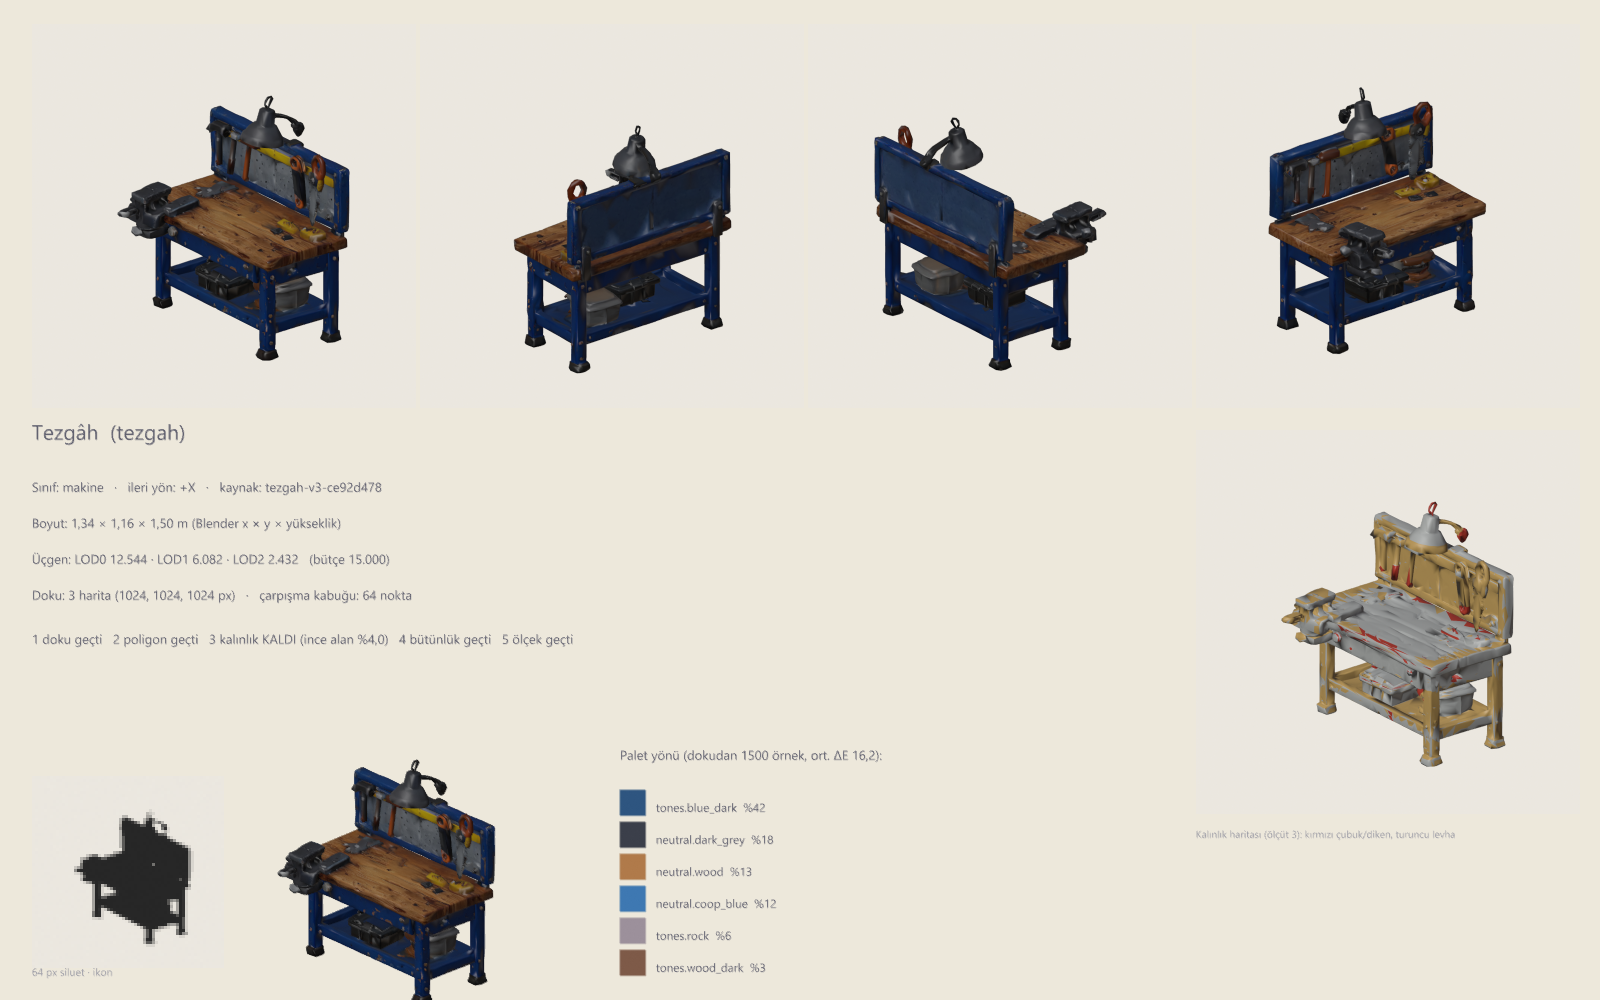 Tezgâh (tezgah)
Sınıf: makine · ileri yön: +X · kaynak: tezgah-v3-ce92d478
Boyut: 1,34 × 1,16 × 1,50 m (Blender x × y × yükseklik)
Üçgen: LOD0 12.544 · LOD1 6.082 · LOD2 2.432 (bütçe 15.000)
Doku: 3 harita (1024, 1024, 1024 px) · çarpışma kabuğu: 64 nokta
1 doku geçti 2 poligon geçti 3 kalınlık KALDI (ince alan %4,0) 4 bütünlük geçti 5 ölçek geçti
Palet yönü (dokudan 1500 örnek, ort. ΔE 16,2):
tones.blue_dark %42
neutral.dark_grey %18
neutral.wood %13
neutral.coop_blue %12
tones.rock %6
tones.wood_dark %3
Kalınlık haritası (ölçüt 3): kırmızı çubuk/diken, turuncu levha
64 px siluet · ikon